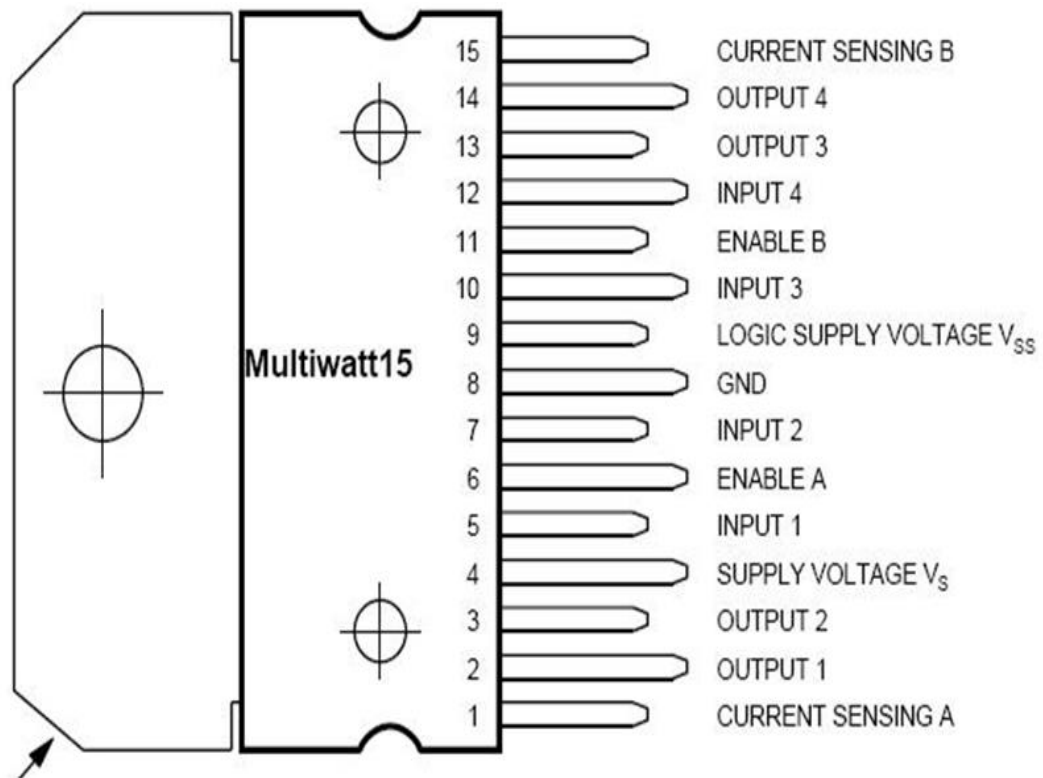 15 CURRENT SENSING B
14 OUTPUT 4
13 OUTPUT 3
12 INPUT 4
11 ENABLE B
10 INPUT 3
9 LOGIC SUPPLY VOLTAGE VSS
Multiwatt15
8 GND
7 INPUT 2
6 ENABLE A
5 INPUT 1
4 SUPPLY VOLTAGE VS
3 OUTPUT 2
2 OUTPUT 1
1 CURRENT SENSING A